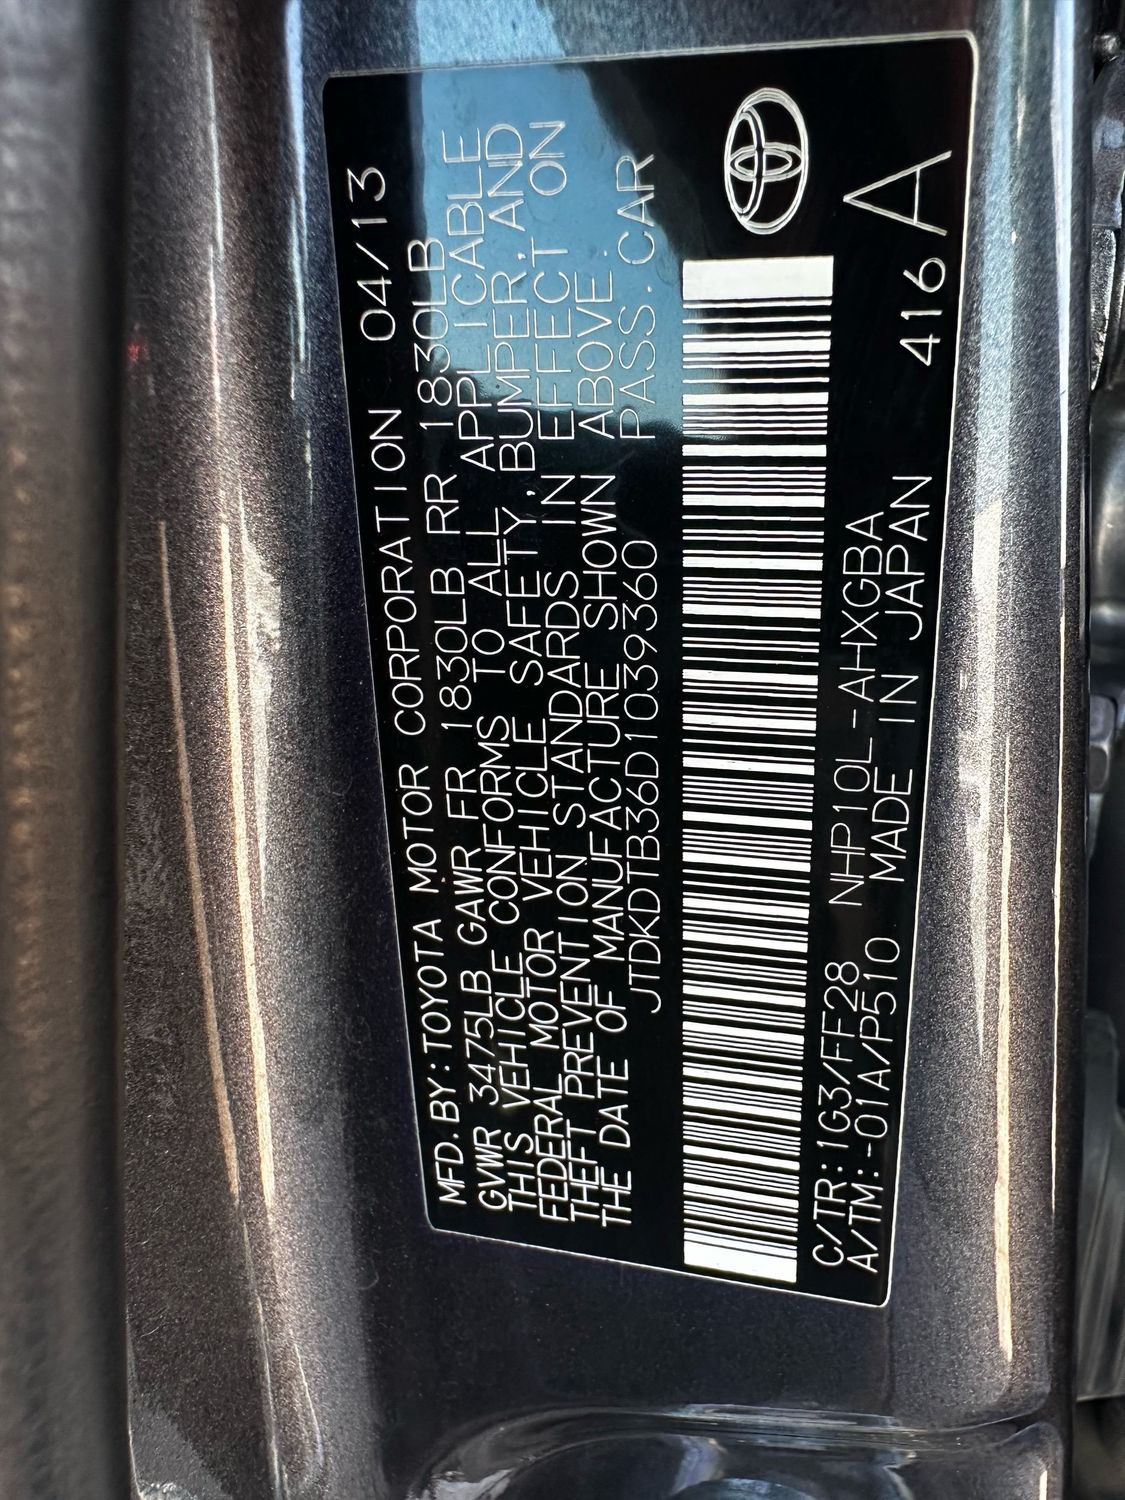 MFD. BY: TOYOTA MOTOR CORPORATION 04/13
GVWR 3475LB GAWR FR 1830LB RR 1830LB
THIS VEHICLE CONFORMS TO ALL APPLICABLE
FEDERAL MOTOR VEHICLE SAFETY, BUMPER, AND
THEFT PREVENTION STANDARDS IN EFFECT ON
THE DATE OF MANUFACTURE SHOWN ABOVE.
JTDKDTB36D1039360 PASS. CAR
C/TR: 1G3/FF28 NHP10L-AHXGBA
A/TM: -01A/P510 MADE IN JAPAN 416 A